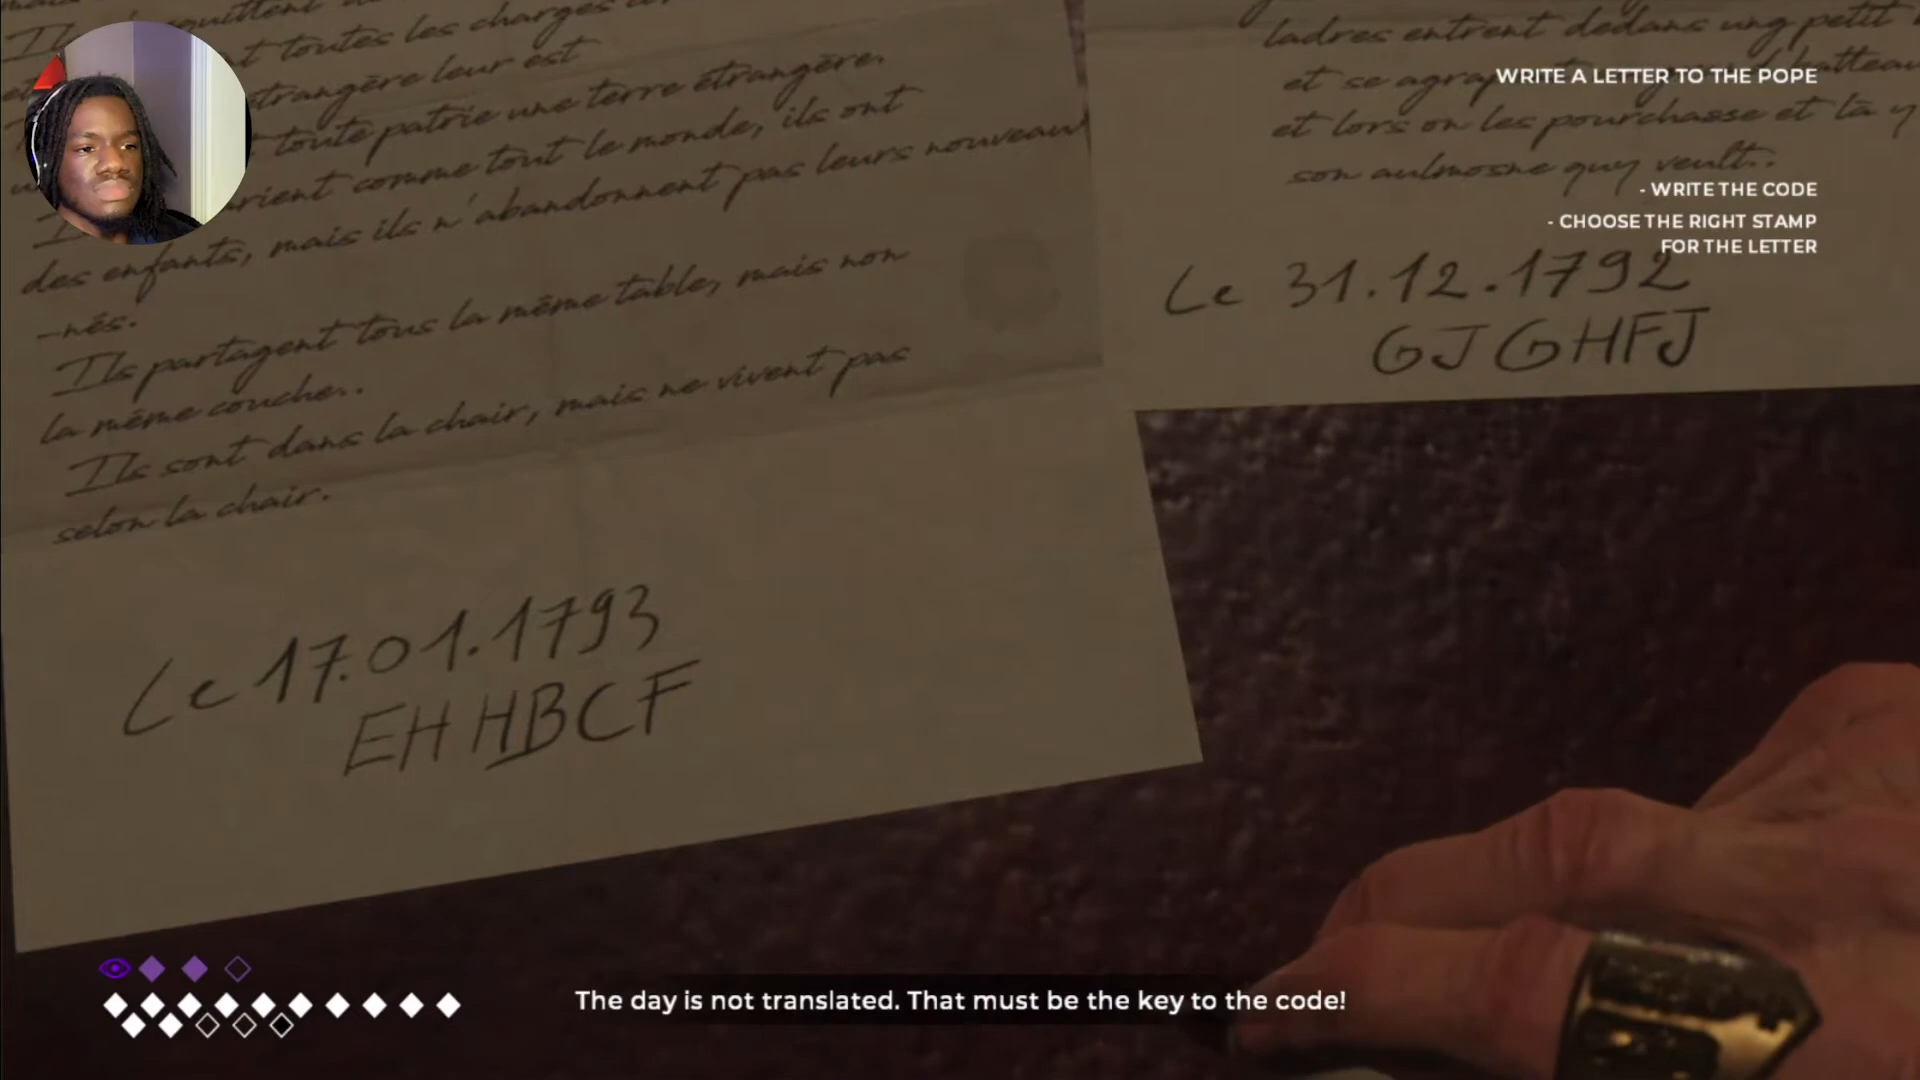 toutes les charges
étrangère leur est
toute patrie une terre étrangère.
comme tout le monde, ils ont
des enfants, mais ils n'abandonnent pas leurs nouveau
-nés.
Ils partagent tous la même table, mais non
la même couche..
Ils sont dans la chair, mais ne vivent pas
selon la chair.
Le 17.01.1793
EHHBCF
ladres entrent dedans ung petit
et se
et lors on les pourchasse et là y
son aulmosne quy veult..
Le 31.12.1792
GJGHFJ
WRITE A LETTER TO THE POPE
- WRITE THE CODE
- CHOOSE THE RIGHT STAMP
FOR THE LETTER
The day is not translated. That must be the key to the code!